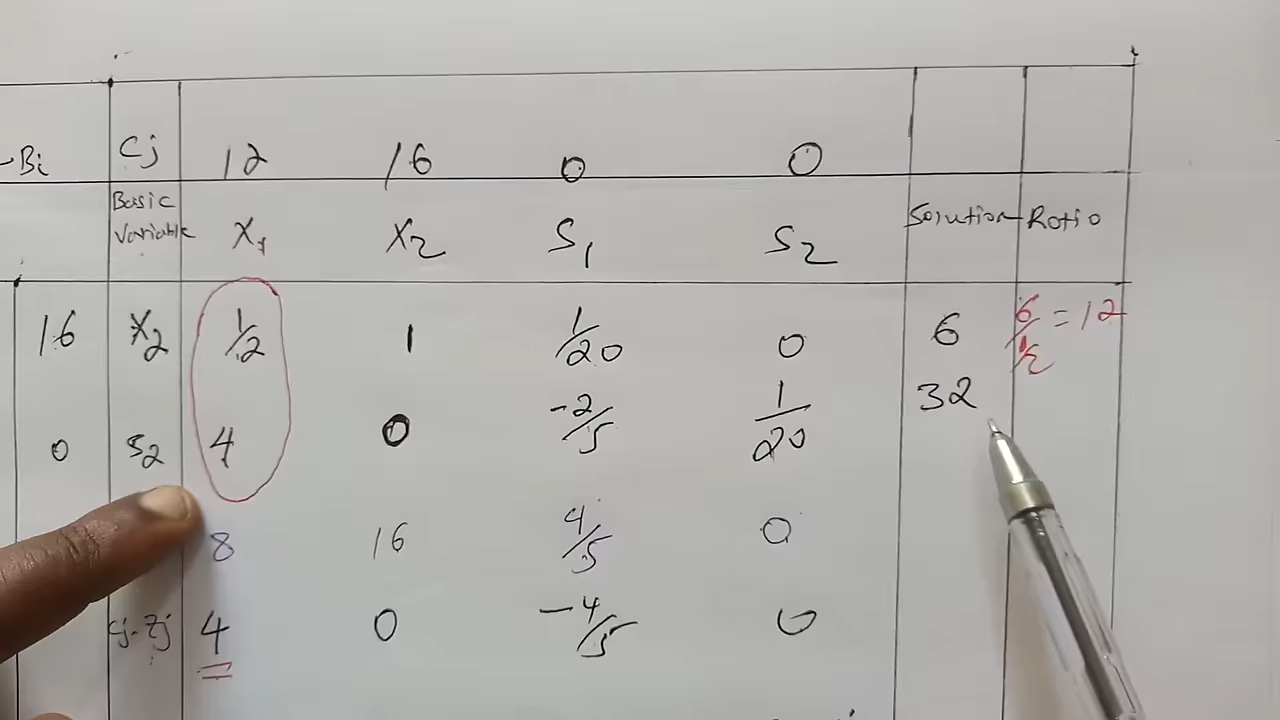 -Bi Cj 12 16 0 0
Basic Variable X1 X2 S1 S2 Solution Ratio
16 X2 1/2 1 1/20 0 6 6/1/2 = 12
0 S2 4 0 -2/5 1/20 32
8 16 4/5 0
Cj-Zj 4 0 -4/5 0